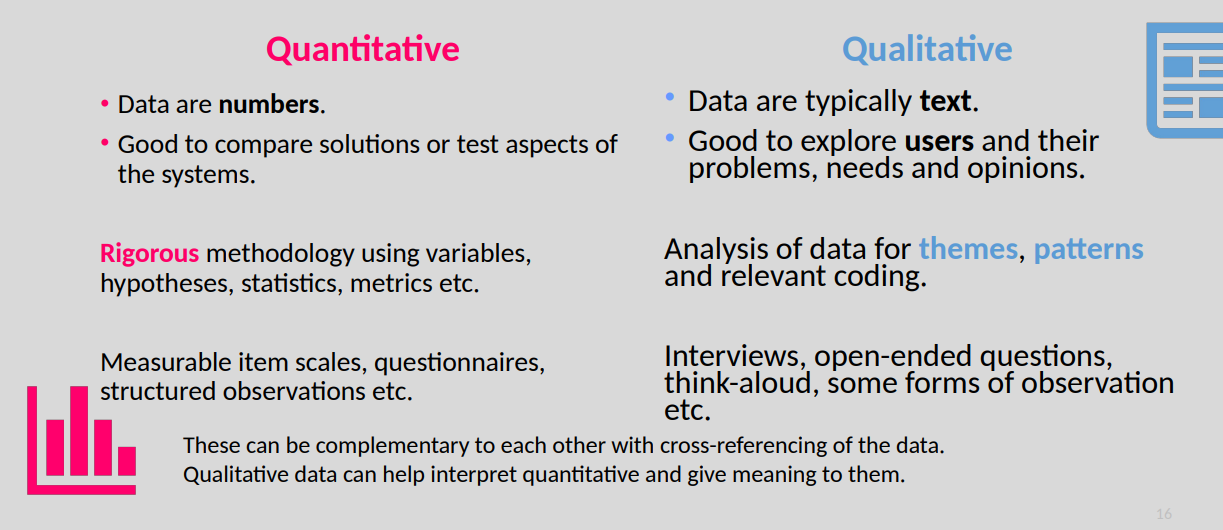 Quantitative
• Data are numbers.
• Good to compare solutions or test aspects of
the systems.
Rigorous methodology using variables,
hypotheses, statistics, metrics etc.
Measurable item scales, questionnaires,
structured observations etc.
Qualitative
• Data are typically text.
• Good to explore users and their
problems, needs and opinions.
Analysis of data for themes, patterns
and relevant coding.
Interviews, open-ended questions,
think-aloud, some forms of observation
etc.
These can be complementary to each other with cross-referencing of the data.
Qualitative data can help interpret quantitative and give meaning to them.
16